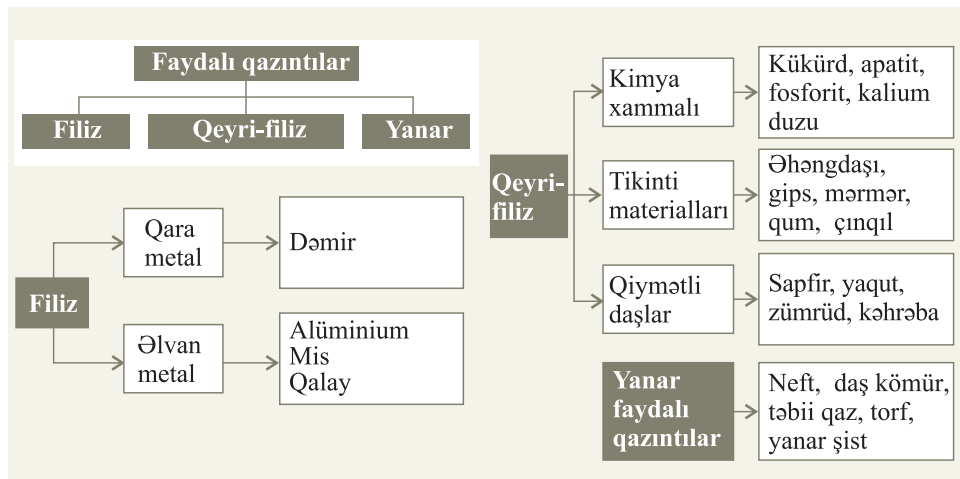 Faydalı qazıntılar
Filiz
Qeyri-filiz
Yanar
Filiz
Qara
metal
Dəmir
Əlvan
metal
Alüminium
Mis
Qalay
Qeyri-
filiz
Kimya
xammalı
Kükürd, apatit,
fosforit, kalium
duzu
Tikinti
materialları
Əhəngdaşı,
gips, mərmər,
qum, çınqıl
Qiymətli
daşlar
Sapfir, yaqut,
zümrüd, kəhrəba
Yanar
faydalı
qazıntılar
Neft, daş kömür,
təbii qaz, torf,
yanar şist